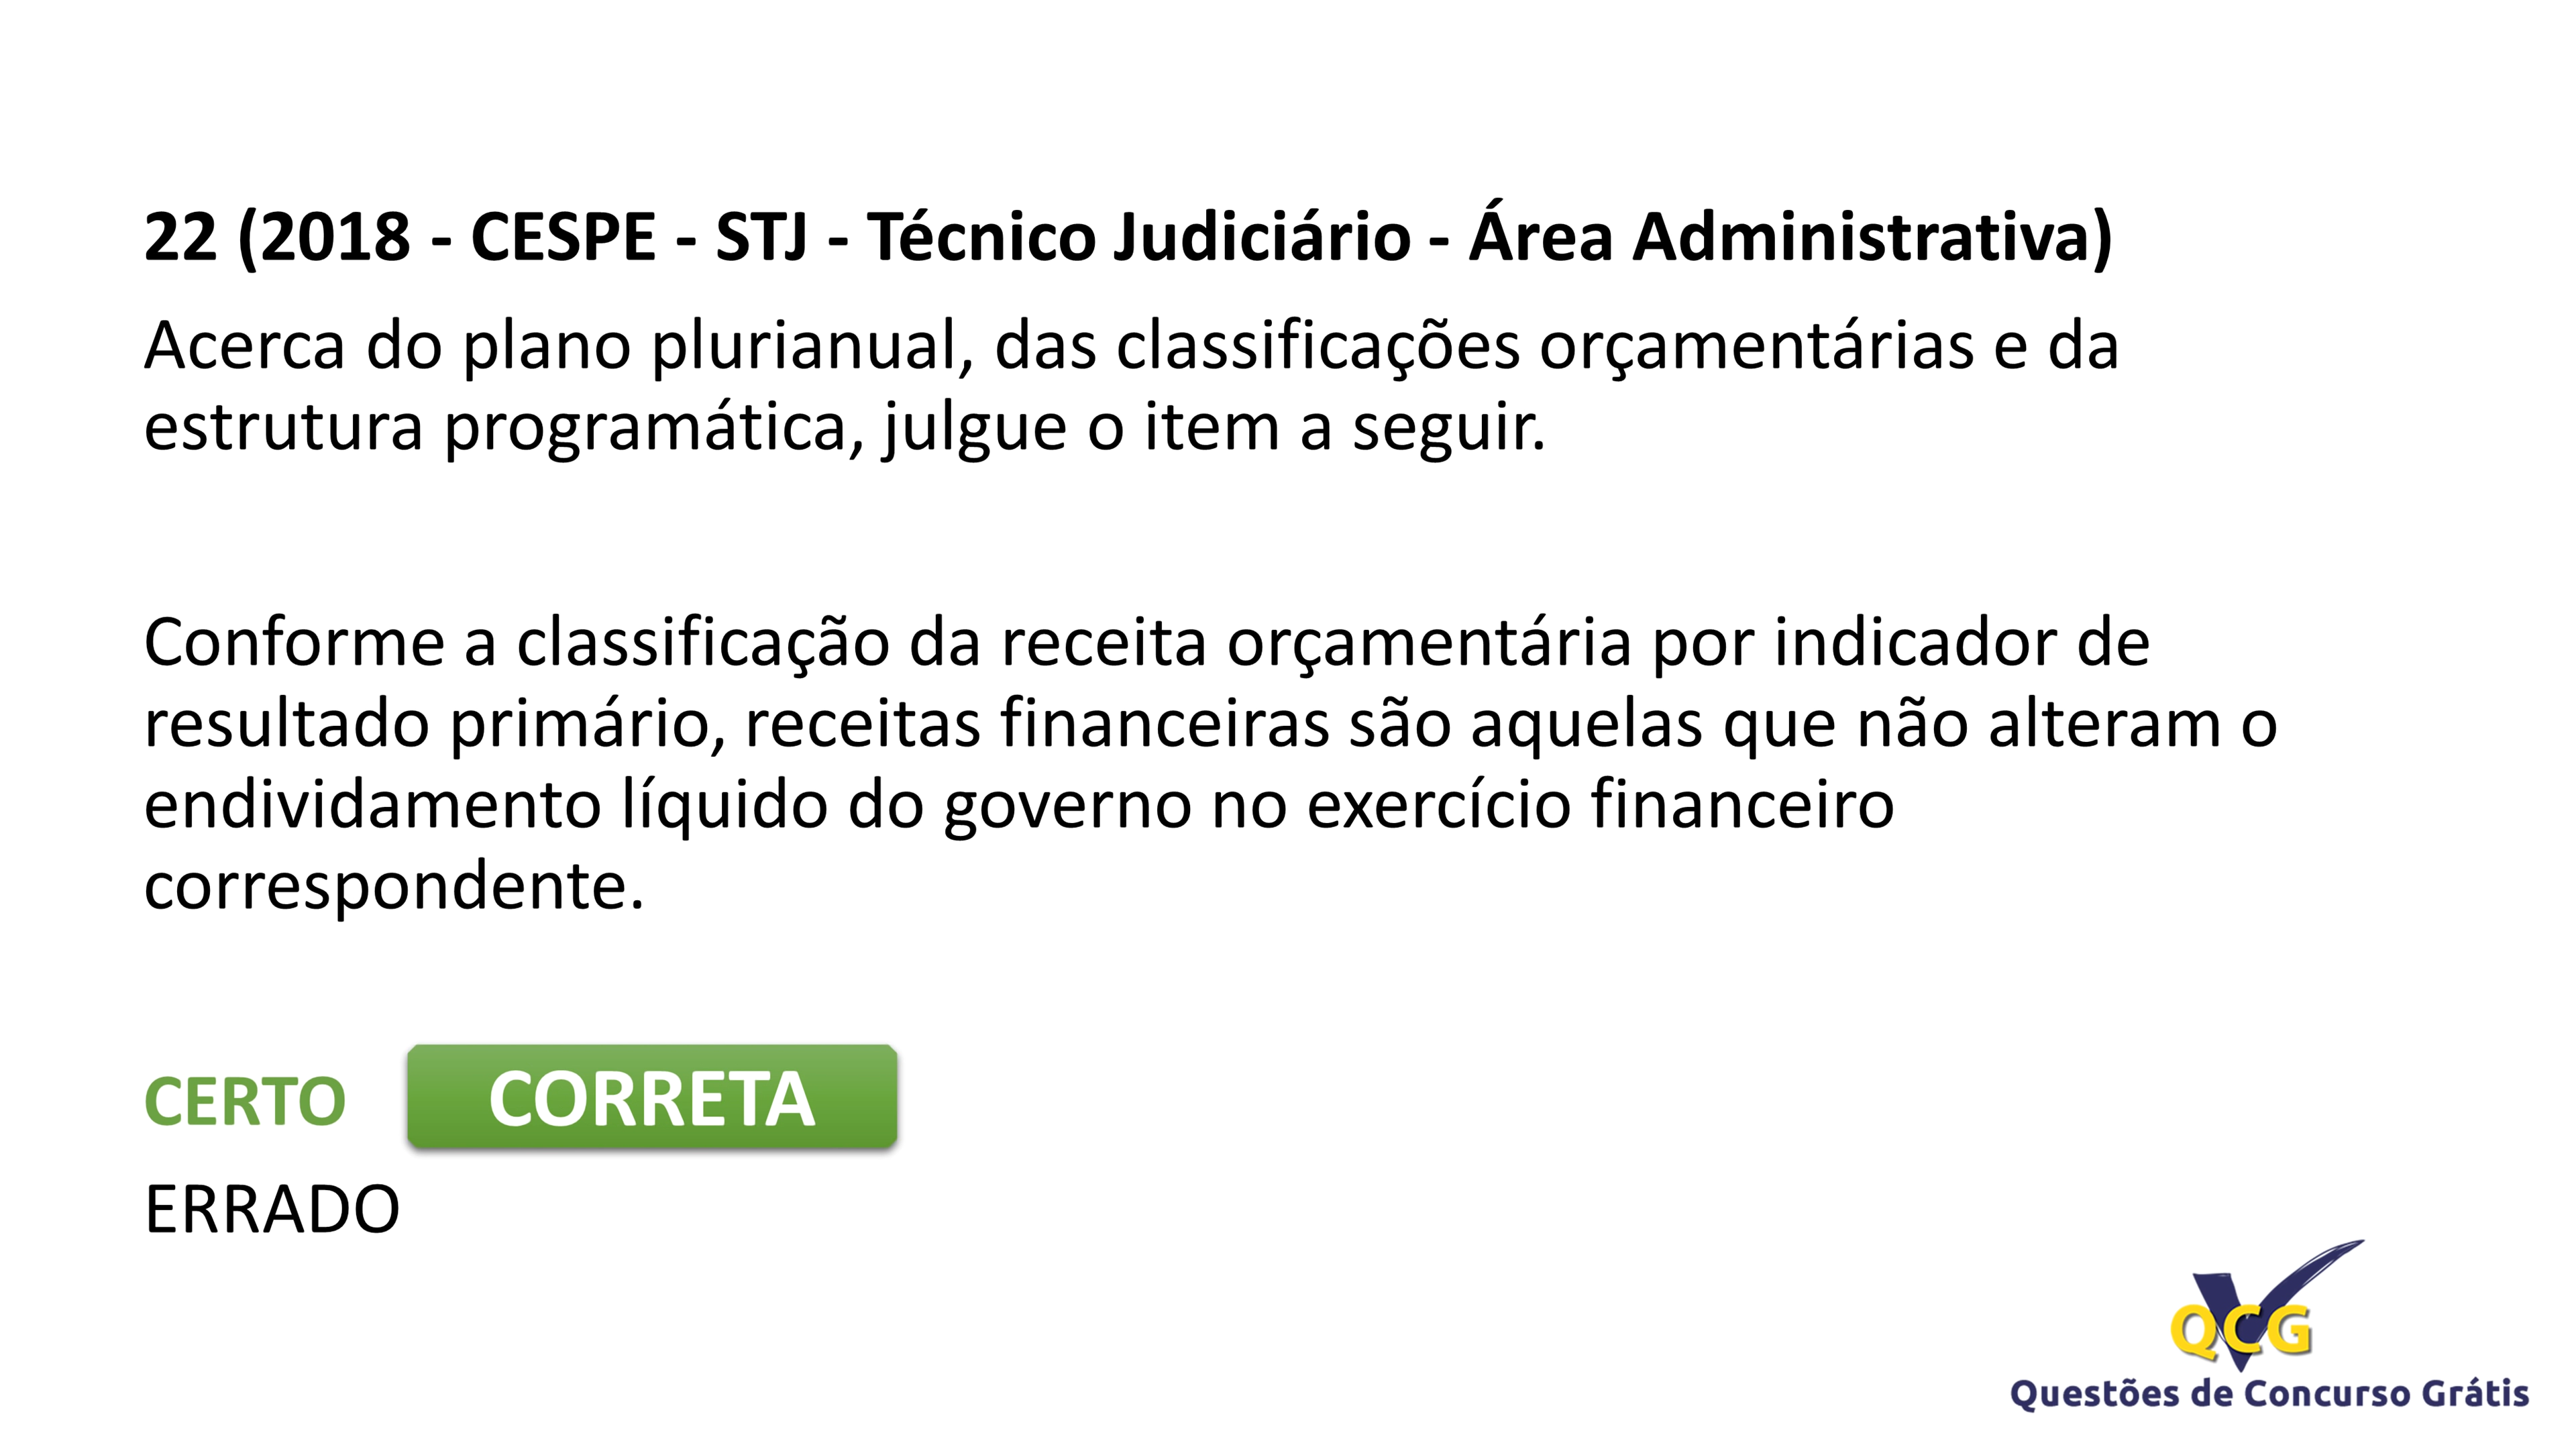 22 (2018 - CESPE - STJ - Técnico Judiciário - Área Administrativa)
Acerca do plano plurianual, das classificações orçamentárias e da
estrutura programática, julgue o item a seguir.
Conforme a classificação da receita orçamentária por indicador de
resultado primário, receitas financeiras são aquelas que não alteram o
endividamento líquido do governo no exercício financeiro
correspondente.
CERTO CORRETA
ERRADO
QCG
Questões de Concurso Grátis